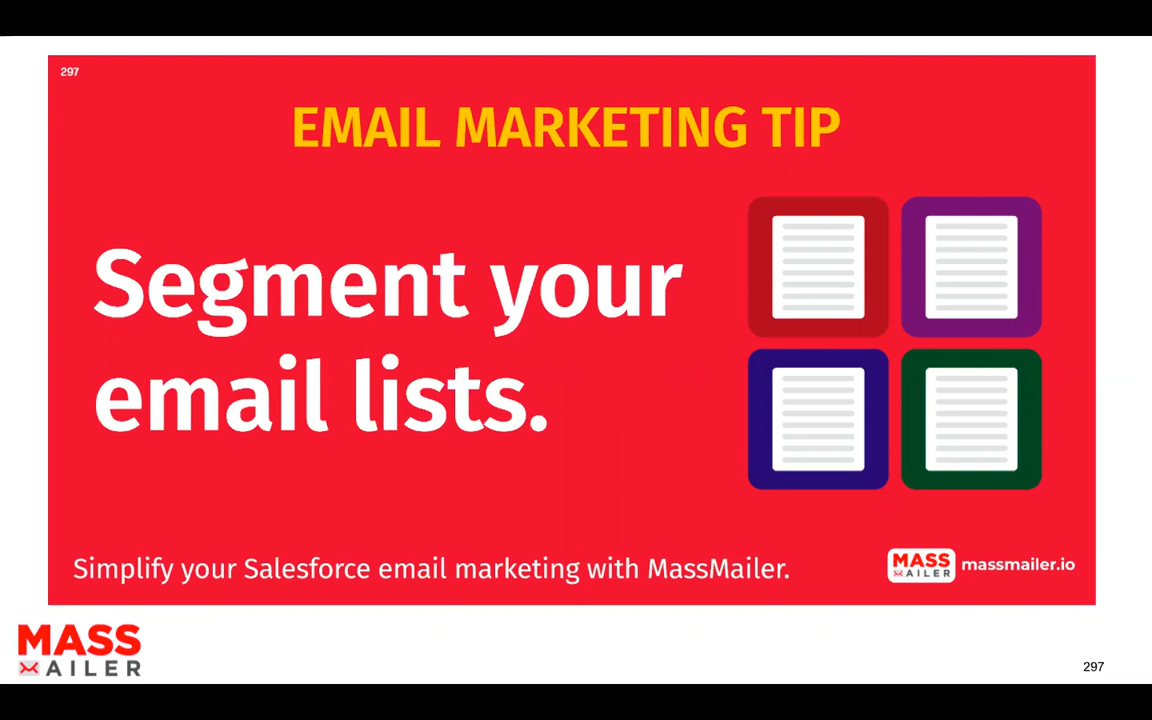 297
EMAIL MARKETING TIP
Segment your
email lists.
Simplify your Salesforce email marketing with MassMailer.
MASS
AILER
massmailer.io
MASS
AILER
297